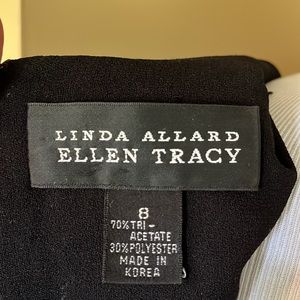 LINDA ALLARD
ELLEN TRACY
8
70% TRI-
ACETATE
30% POLYESTER
MADE IN
KOREA